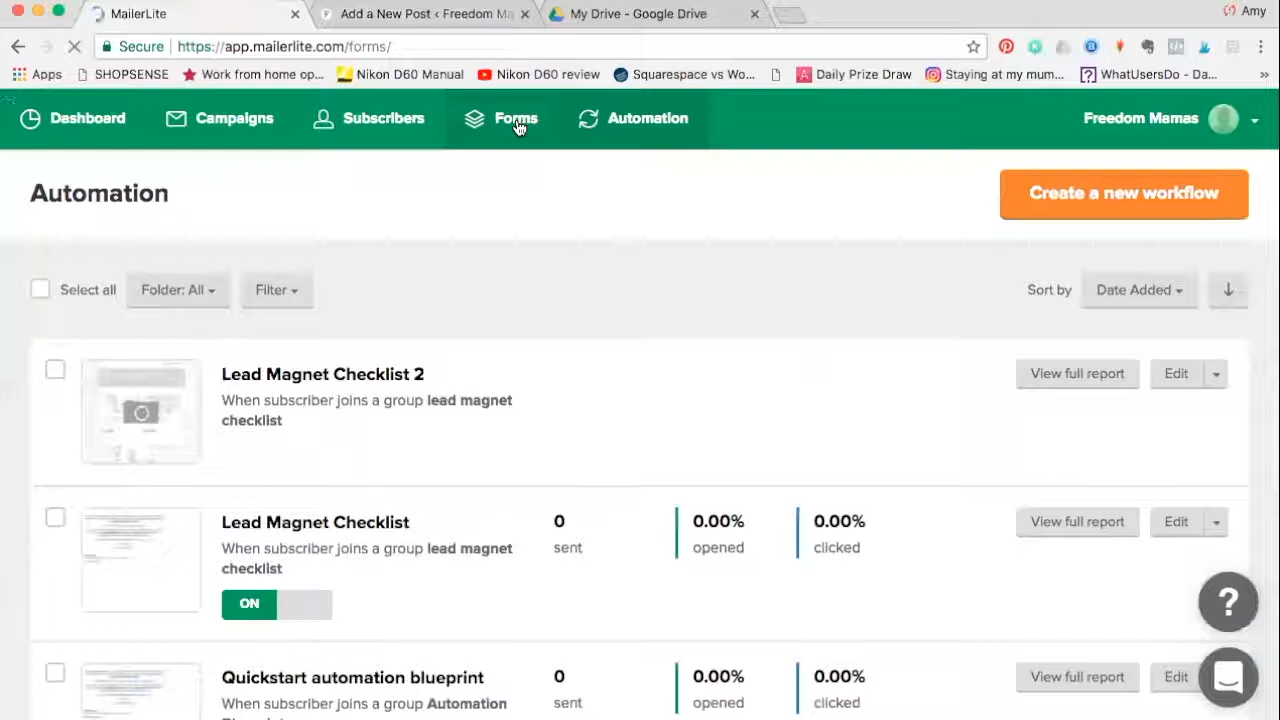 MailerLite
Add a New Post ‹ Freedom Ma
My Drive - Google Drive
Amy
Secure
https://app.mailerlite.com/forms/
Apps
SHOPSENSE
Work from home op...
Nikon D60 Manual
Nikon D60 review
Squarespace vs Wo...
Daily Prize Draw
Staying at my mum...
WhatUsersDo - Da...
»
Dashboard
Campaigns
Subscribers
Forms
Automation
Freedom Mamas
Automation
Create a new workflow
Select all
Folder: All
Filter
Sort by
Date Added
Lead Magnet Checklist 2
When subscriber joins a group lead magnet
checklist
View full report
Edit
Lead Magnet Checklist
When subscriber joins a group lead magnet
checklist
ON
0
sent
0.00%
opened
0.00%
clicked
View full report
Edit
Quickstart automation blueprint
When subscriber joins a group Automation
0
sent
0.00%
opened
0.00%
clicked
View full report
Edit
?